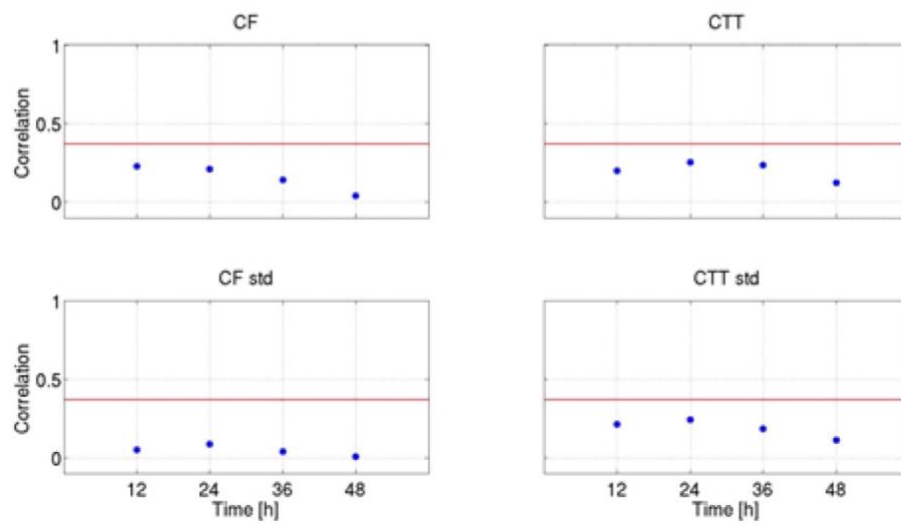 CF
CTT
1
0.5
0
Correlation
CF std
CTT std
1
0.5
0
Correlation
12 24 36 48
Time [h]
12 24 36 48
Time [h]